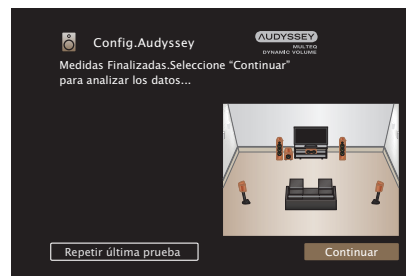 Config.Audyssey
AUDYSSEY
MULTEQ
DYNAMIC VOLUME
Medidas Finalizadas.Seleccione “Continuar”
para analizar los datos...
Repetir última prueba
Continuar